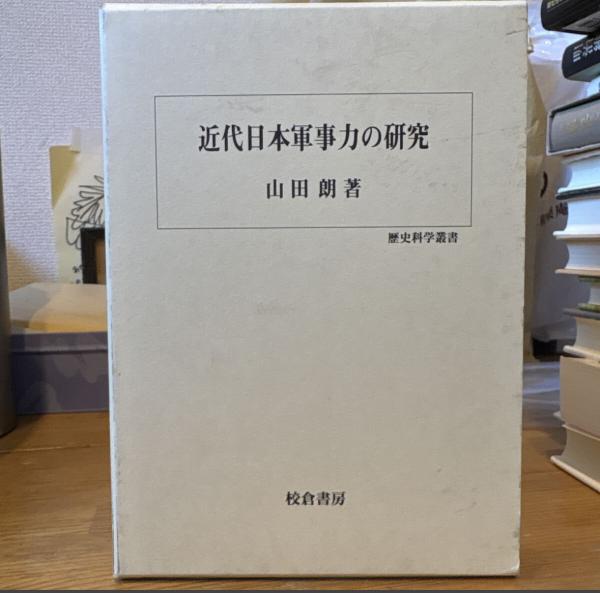 近代日本軍事力の研究
山田 朗 著
歴史科学叢書
校倉書房